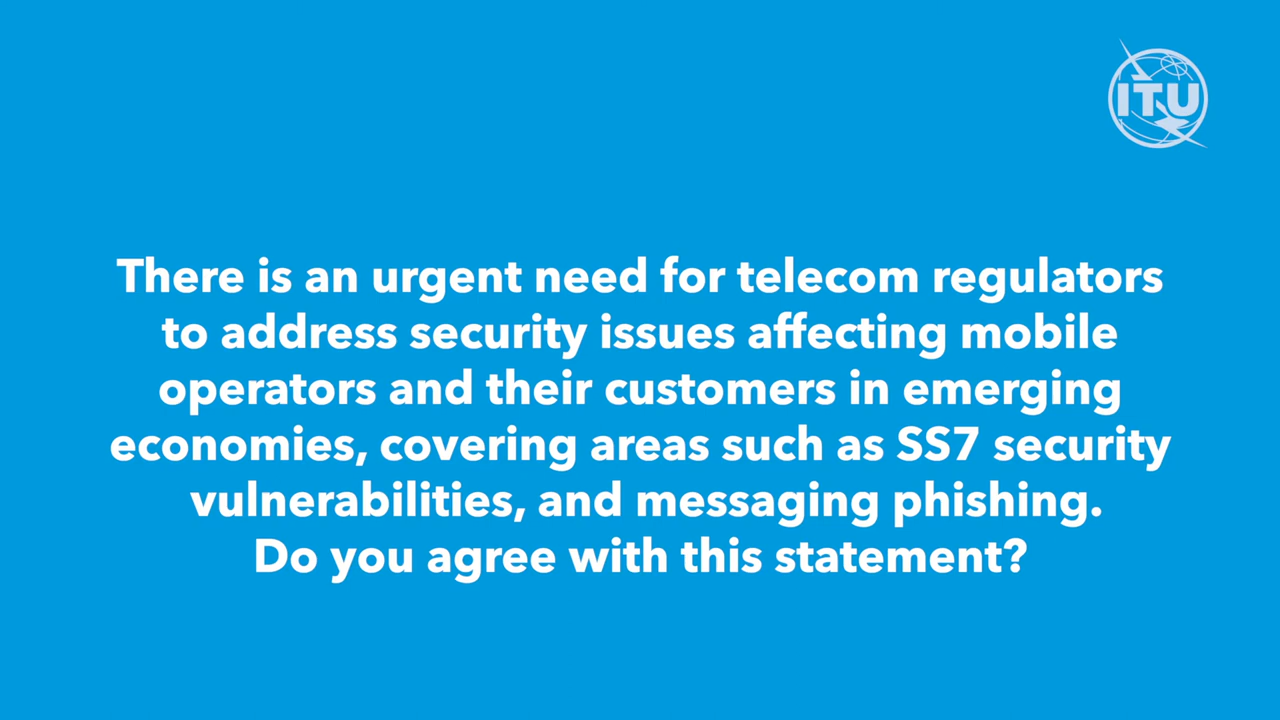 ITU
There is an urgent need for telecom regulators
to address security issues affecting mobile
operators and their customers in emerging
economies, covering areas such as SS7 security
vulnerabilities, and messaging phishing.
Do you agree with this statement?